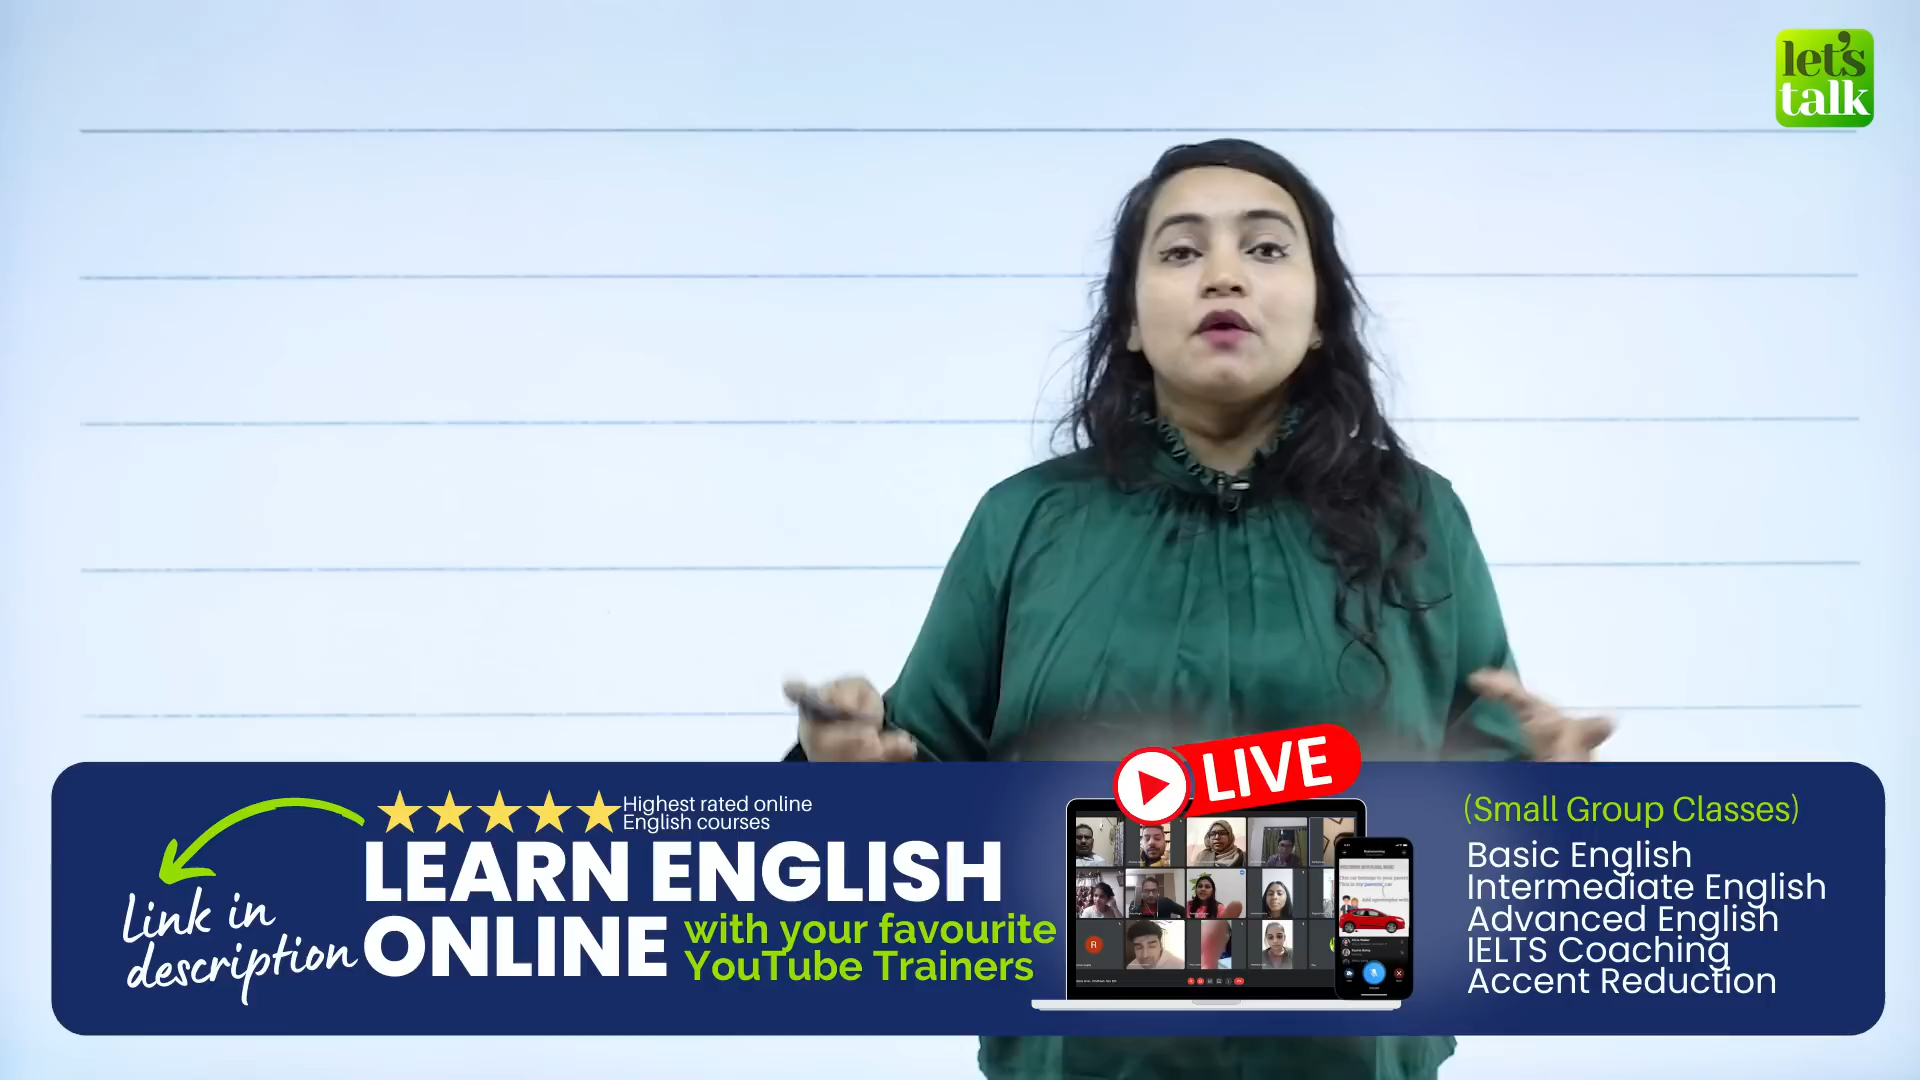 let's
talk
LIVE
Highest rated online
English courses
LEARN ENGLISH
ONLINE
with your favourite
YouTube Trainers
Link in
description
(Small Group Classes)
Basic English
Intermediate English
Advanced English
IELTS Coaching
Accent Reduction
R